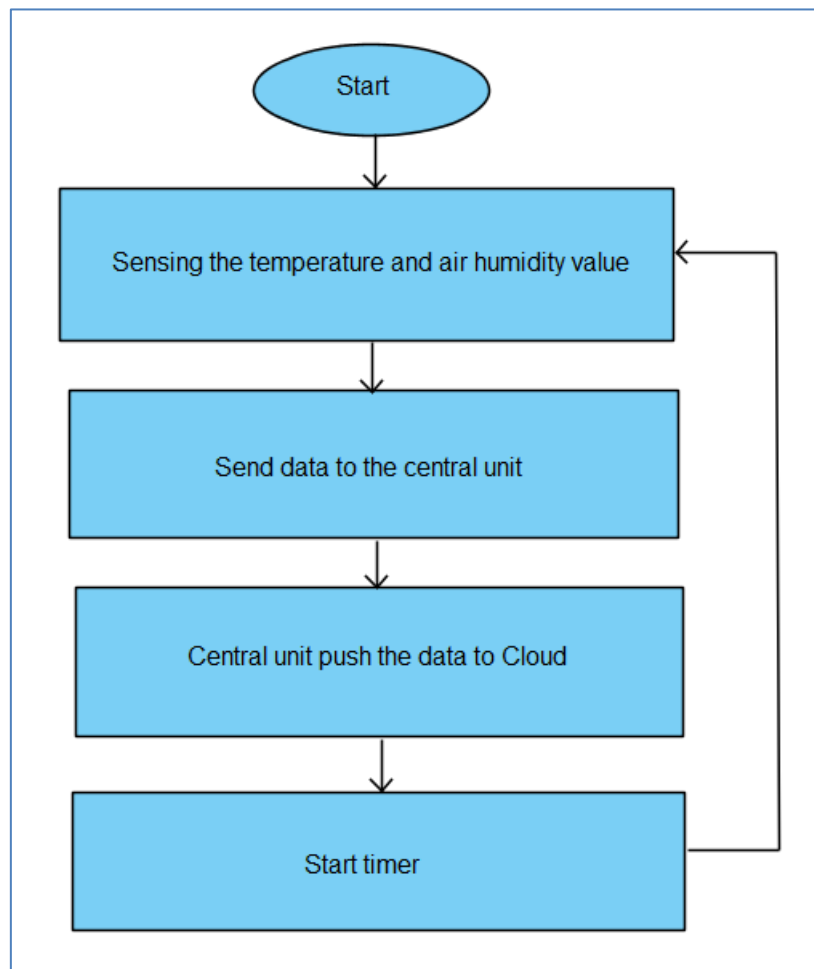 Start
Sensing the temperature and air humidity value
Send data to the central unit
Central unit push the data to Cloud
Start timer